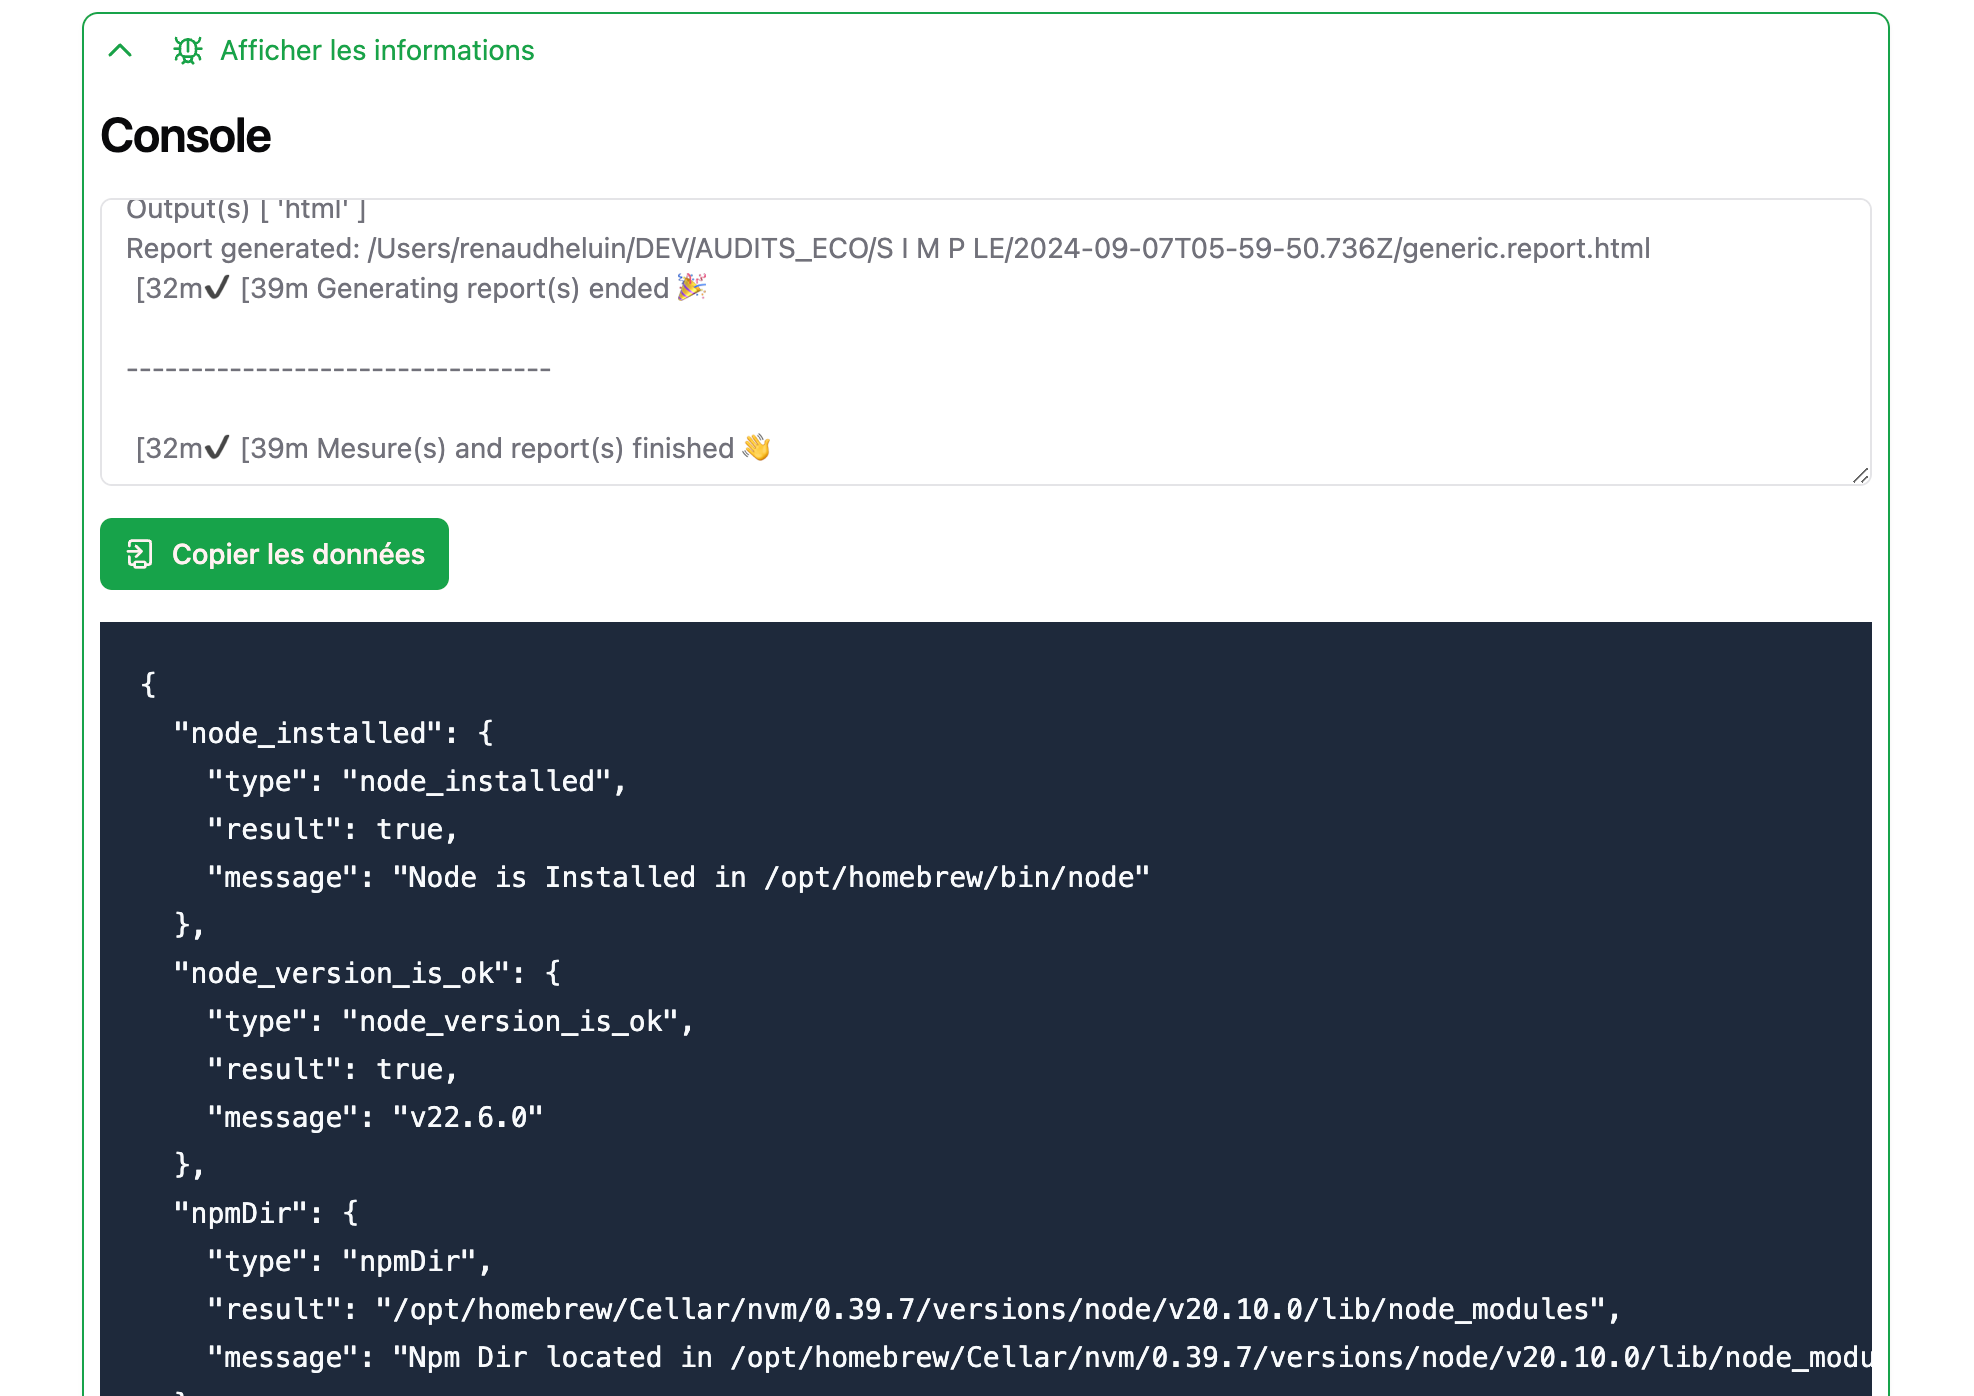 Afficher les informations
Console
Output(s) [ 'html' ]
Report generated: /Users/renaudheluin/DEV/AUDITS_ECO/S I M P LE/2024-09-07T05-59-50.736Z/generic.report.html
[32m✔ [39m Generating report(s) ended 🎉
---------------------------------
[32m✔ [39m Mesure(s) and report(s) finished 👋
Copier les données
{
  "node_installed": {
    "type": "node_installed",
    "result": true,
    "message": "Node is Installed in /opt/homebrew/bin/node"
  },
  "node_version_is_ok": {
    "type": "node_version_is_ok",
    "result": true,
    "message": "v22.6.0"
  },
  "npmDir": {
    "type": "npmDir",
    "result": "/opt/homebrew/Cellar/nvm/0.39.7/versions/node/v20.10.0/lib/node_modules",
    "message": "Npm Dir located in /opt/homebrew/Cellar/nvm/0.39.7/versions/node/v20.10.0/lib/node_modu